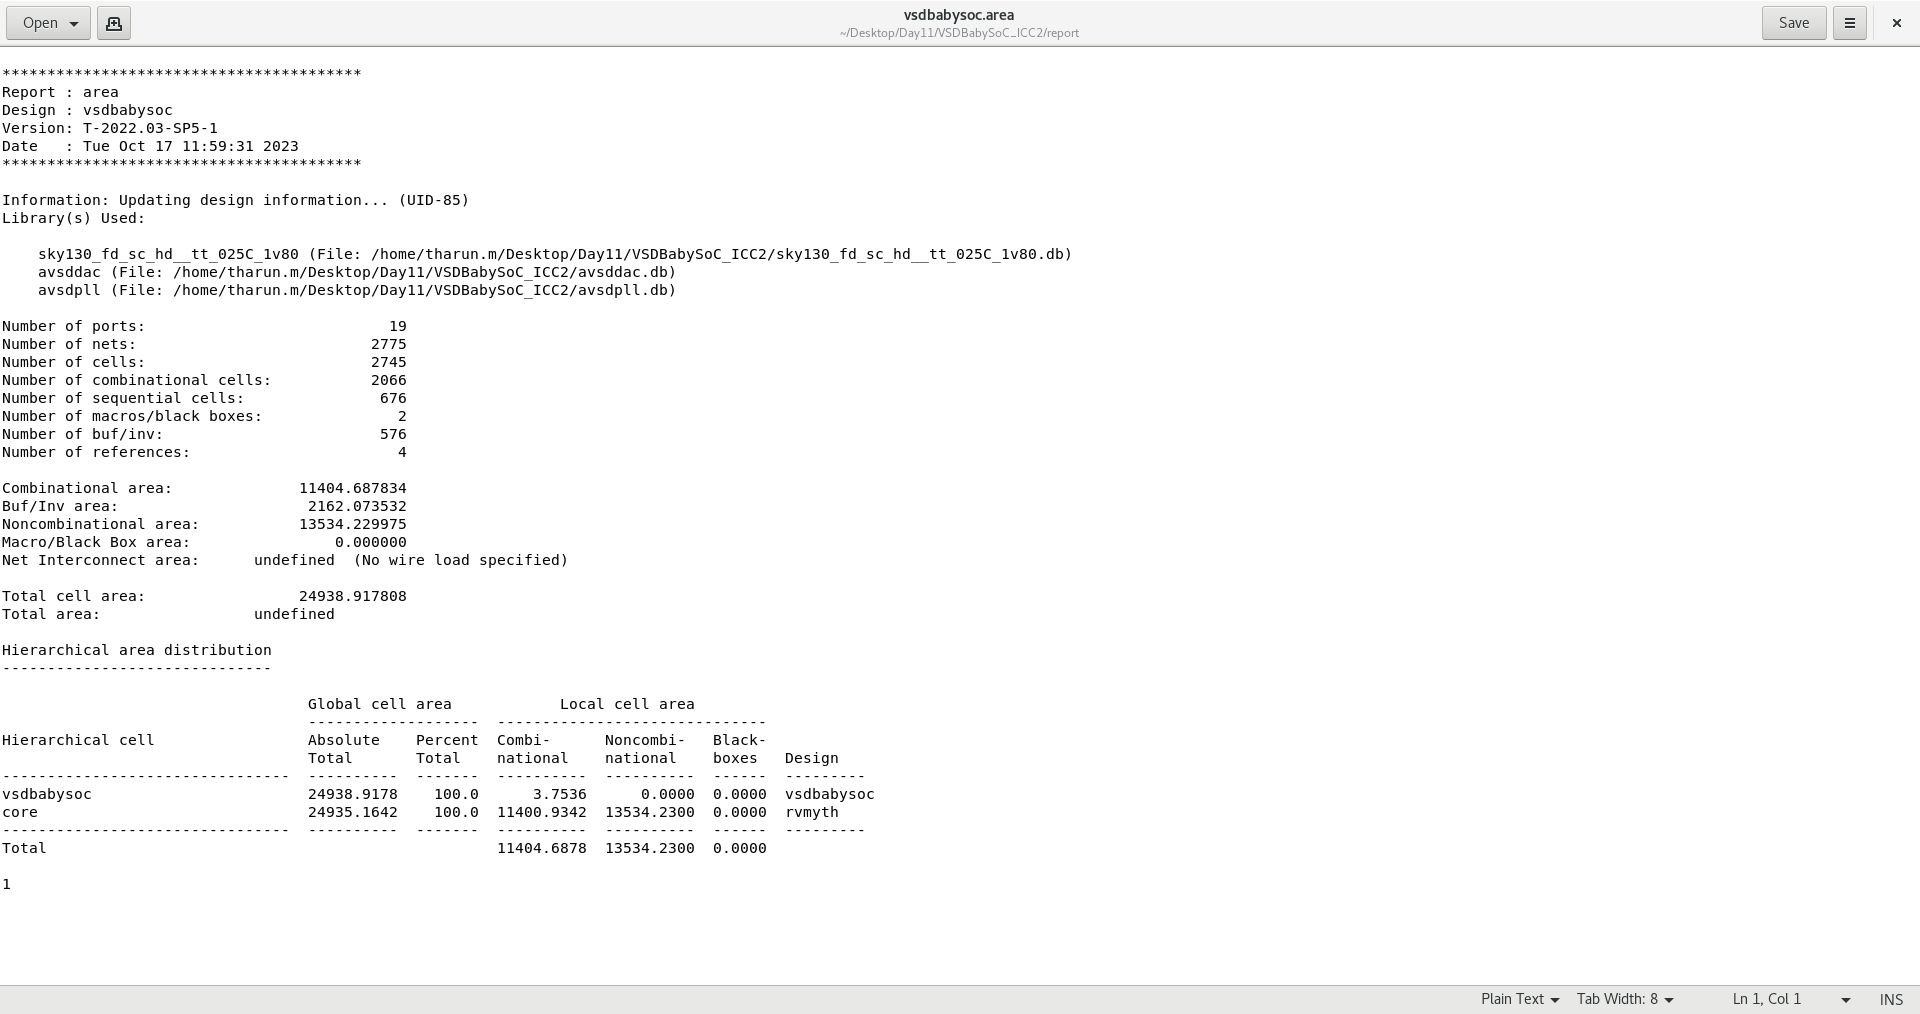 Open
vsdbabysoc.area
~/Desktop/Day11/VSDBabySoC_ICC2/report
Save
****************************************
Report : area
Design : vsdbabysoc
Version: T-2022.03-SP5-1
Date   : Tue Oct 17 11:59:31 2023
****************************************
Information: Updating design information... (UID-85)
Library(s) Used:
    sky130_fd_sc_hd__tt_025C_1v80 (File: /home/tharun.m/Desktop/Day11/VSDBabySoC_ICC2/sky130_fd_sc_hd__tt_025C_1v80.db)
    avsddac (File: /home/tharun.m/Desktop/Day11/VSDBabySoC_ICC2/avsddac.db)
    avsdpll (File: /home/tharun.m/Desktop/Day11/VSDBabySoC_ICC2/avsdpll.db)
Number of ports:                           19
Number of nets:                          2775
Number of cells:                         2745
Number of combinational cells:           2066
Number of sequential cells:               676
Number of macros/black boxes:               2
Number of buf/inv:                        576
Number of references:                       4
Combinational area:              11404.687834
Buf/Inv area:                     2162.073532
Noncombinational area:           13534.229975
Macro/Black Box area:                0.000000
Net Interconnect area:      undefined  (No wire load specified)
Total cell area:                 24938.917808
Total area:                 undefined
Hierarchical area distribution
------------------------------
                                  Global cell area            Local cell area
                                  -------------------  ------------------------------
Hierarchical cell                 Absolute    Percent  Combi-      Noncombi-   Black-
                                  Total       Total    national    national    boxes   Design
--------------------------------  ----------  -------  ----------  ----------  ------  ---------
vsdbabysoc                        24938.9178    100.0      3.7536      0.0000  0.0000  vsdbabysoc
core                              24935.1642    100.0  11400.9342  13534.2300  0.0000  rvmyth
--------------------------------  ----------  -------  ----------  ----------  ------  ---------
Total                                                  11404.6878  13534.2300  0.0000
1
Plain Text  Tab Width: 8  Ln 1, Col 1  INS